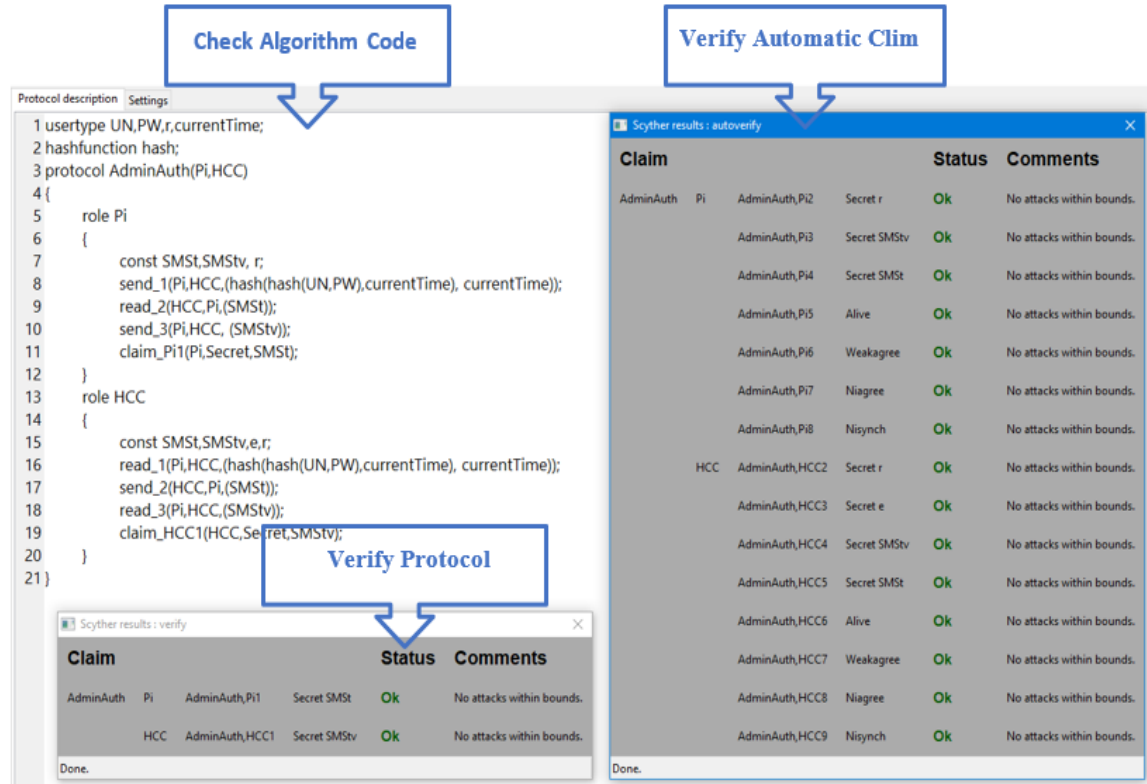 Check Algorithm Code
Verify Automatic Clim
Protocol description Settings
1 usertype UN,PW,r,currentTime;
2 hashfunction hash;
3 protocol AdminAuth(Pi,HCC)
4 {
5 role Pi
6 {
7 const SMSt,SMStv, r;
8 send_1(Pi,HCC,(hash(hash(UN,PW),currentTime), currentTime));
9 read_2(HCC,Pi,(SMSt));
10 send_3(Pi,HCC, (SMStv));
11 claim_Pi1(Pi,Secret,SMSt);
12 }
13 role HCC
14 {
15 const SMSt,SMStv,e,r;
16 read_1(Pi,HCC,(hash(hash(UN,PW),currentTime), currentTime));
17 send_2(HCC,Pi,(SMSt));
18 read_3(Pi,HCC,(SMStv));
19 claim_HCC1(HCC,Secret,SMStv);
20 }
21 }
Verify Protocol
Scyther results : verify
Claim Status Comments
AdminAuth Pi AdminAuth,Pi1 Secret SMSt Ok No attacks within bounds.
HCC AdminAuth,HCC1 Secret SMStv Ok No attacks within bounds.
Done.
Scyther results : autoverify
Claim Status Comments
AdminAuth Pi AdminAuth,Pi2 Secret r Ok No attacks within bounds.
AdminAuth,Pi3 Secret SMStv Ok No attacks within bounds.
AdminAuth,Pi4 Secret SMSt Ok No attacks within bounds.
AdminAuth,Pi5 Alive Ok No attacks within bounds.
AdminAuth,Pi6 Weakagree Ok No attacks within bounds.
AdminAuth,Pi7 Niagree Ok No attacks within bounds.
AdminAuth,Pi8 Nisynch Ok No attacks within bounds.
HCC AdminAuth,HCC2 Secret r Ok No attacks within bounds.
AdminAuth,HCC3 Secret e Ok No attacks within bounds.
AdminAuth,HCC4 Secret SMStv Ok No attacks within bounds.
AdminAuth,HCC5 Secret SMSt Ok No attacks within bounds.
AdminAuth,HCC6 Alive Ok No attacks within bounds.
AdminAuth,HCC7 Weakagree Ok No attacks within bounds.
AdminAuth,HCC8 Niagree Ok No attacks within bounds.
AdminAuth,HCC9 Nisynch Ok No attacks within bounds.
Done.